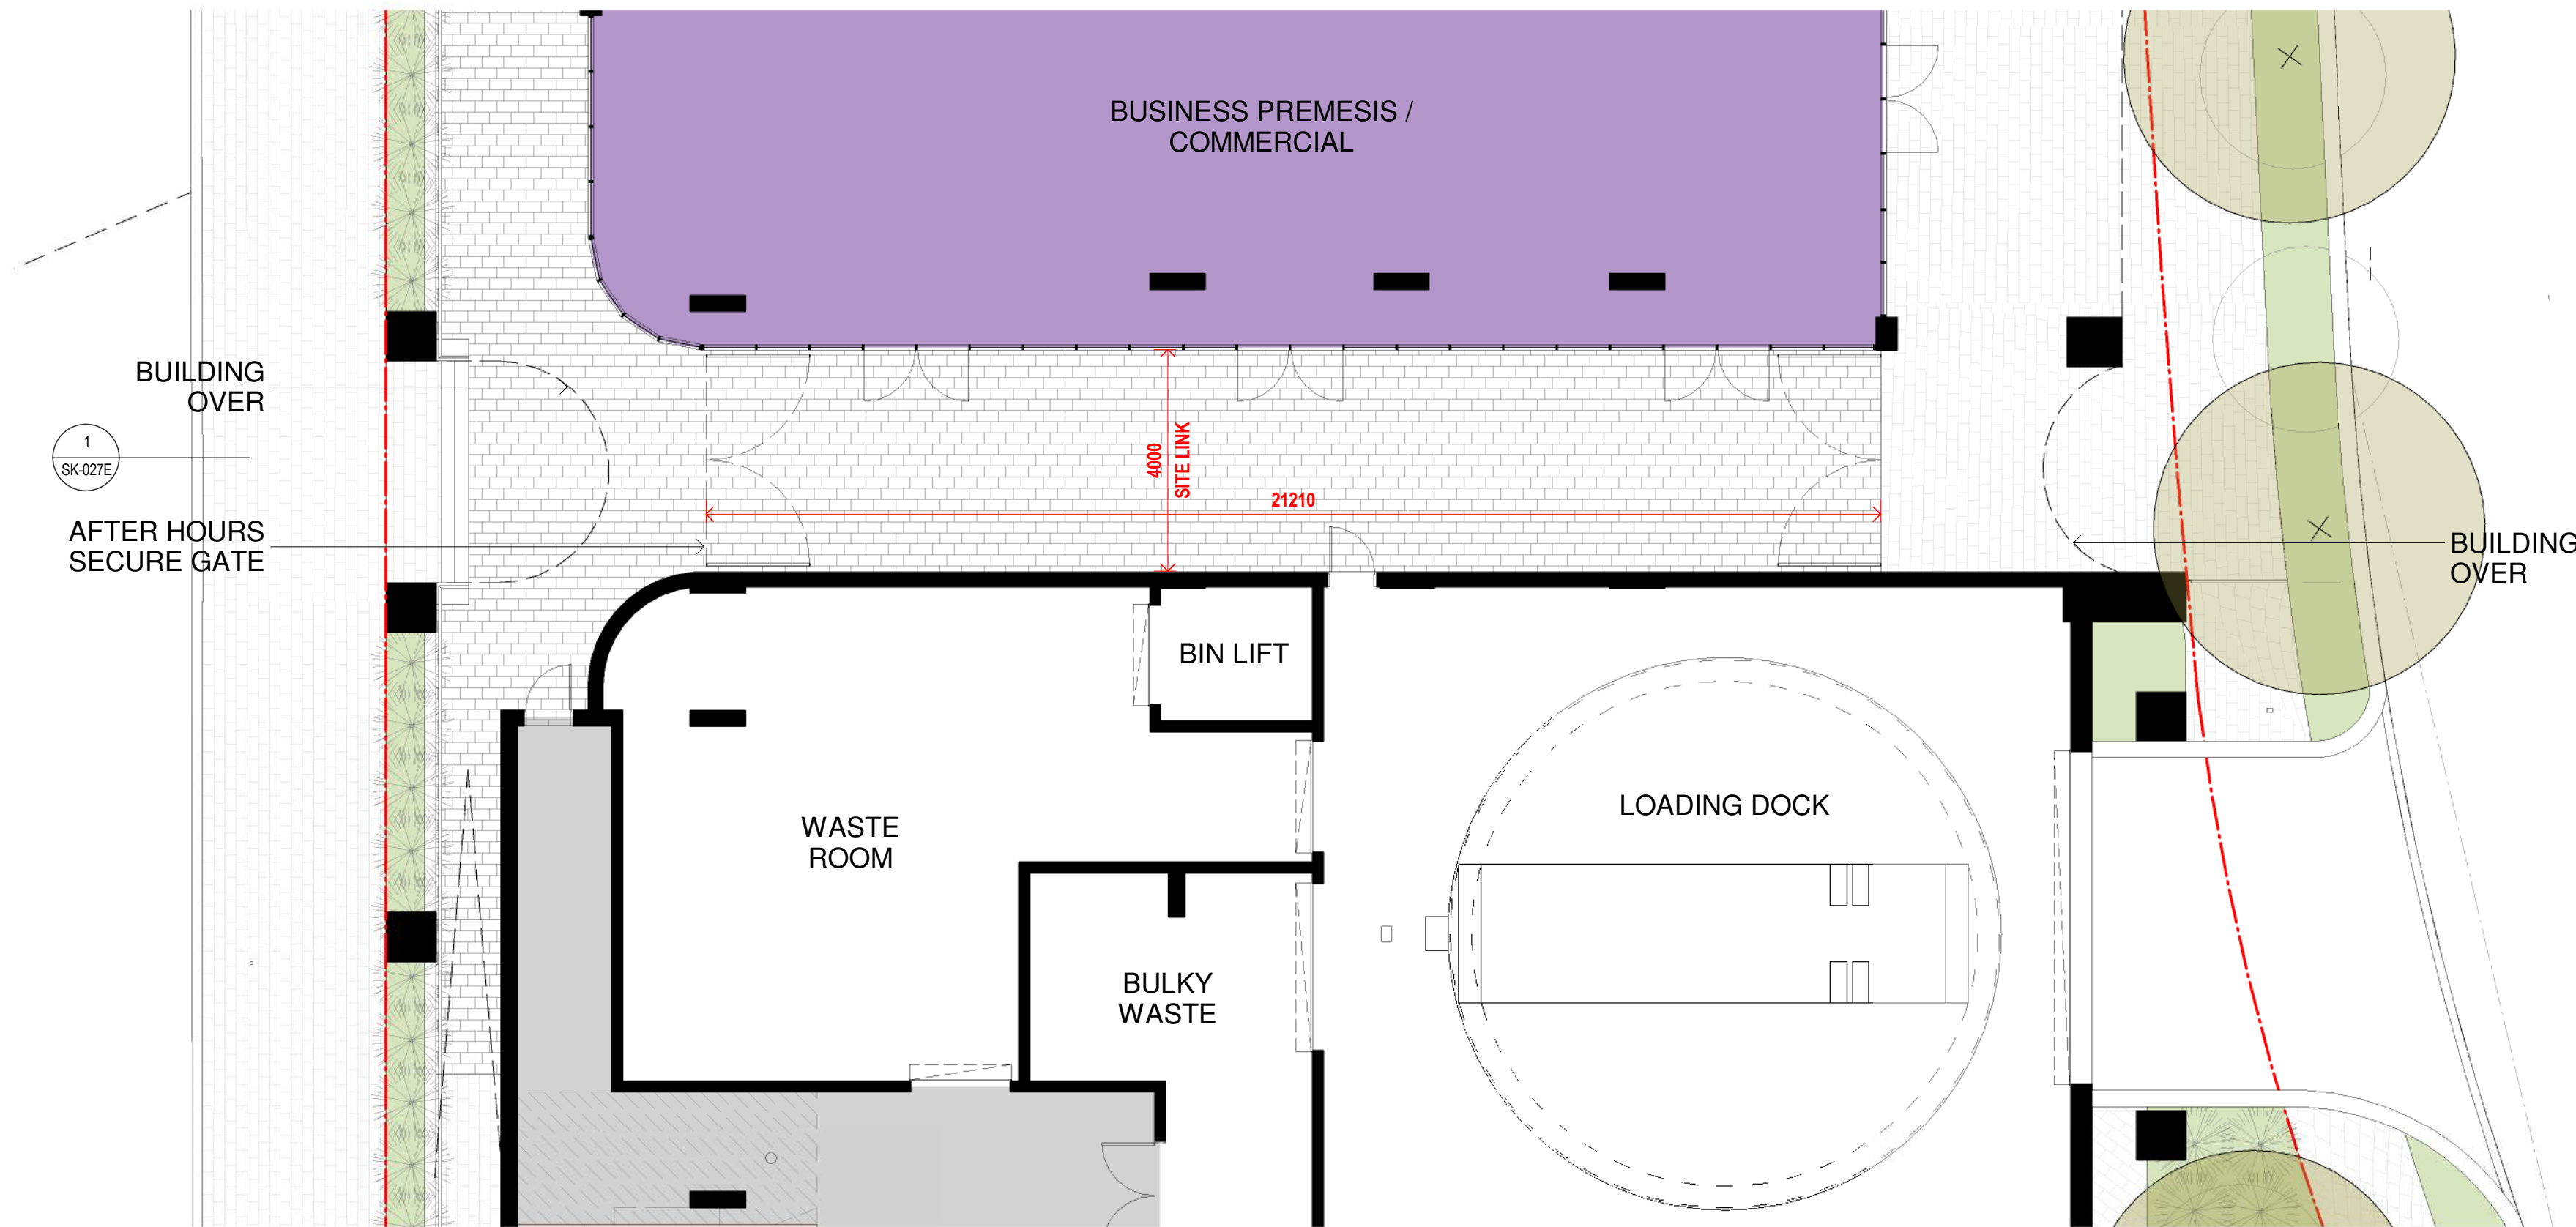 BUSINESS PREMESIS /
COMMERCIAL
BUILDING
OVER
1
SK-027E
AFTER HOURS
SECURE GATE
4000
SITE LINK
21210
BUILDING
OVER
BIN LIFT
LOADING DOCK
WASTE
ROOM
BULKY
WASTE